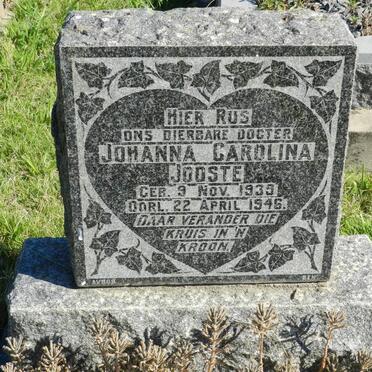 HIER RUS
ONS DIERBARE DOGTER
JOHANNA CAROLINA
JOOSTE
GEB. 9 NOV. 1939
OORL. 22 APRIL 1946.
DAAR VERANDER DIE
KRUIS IN 'N
KROON.